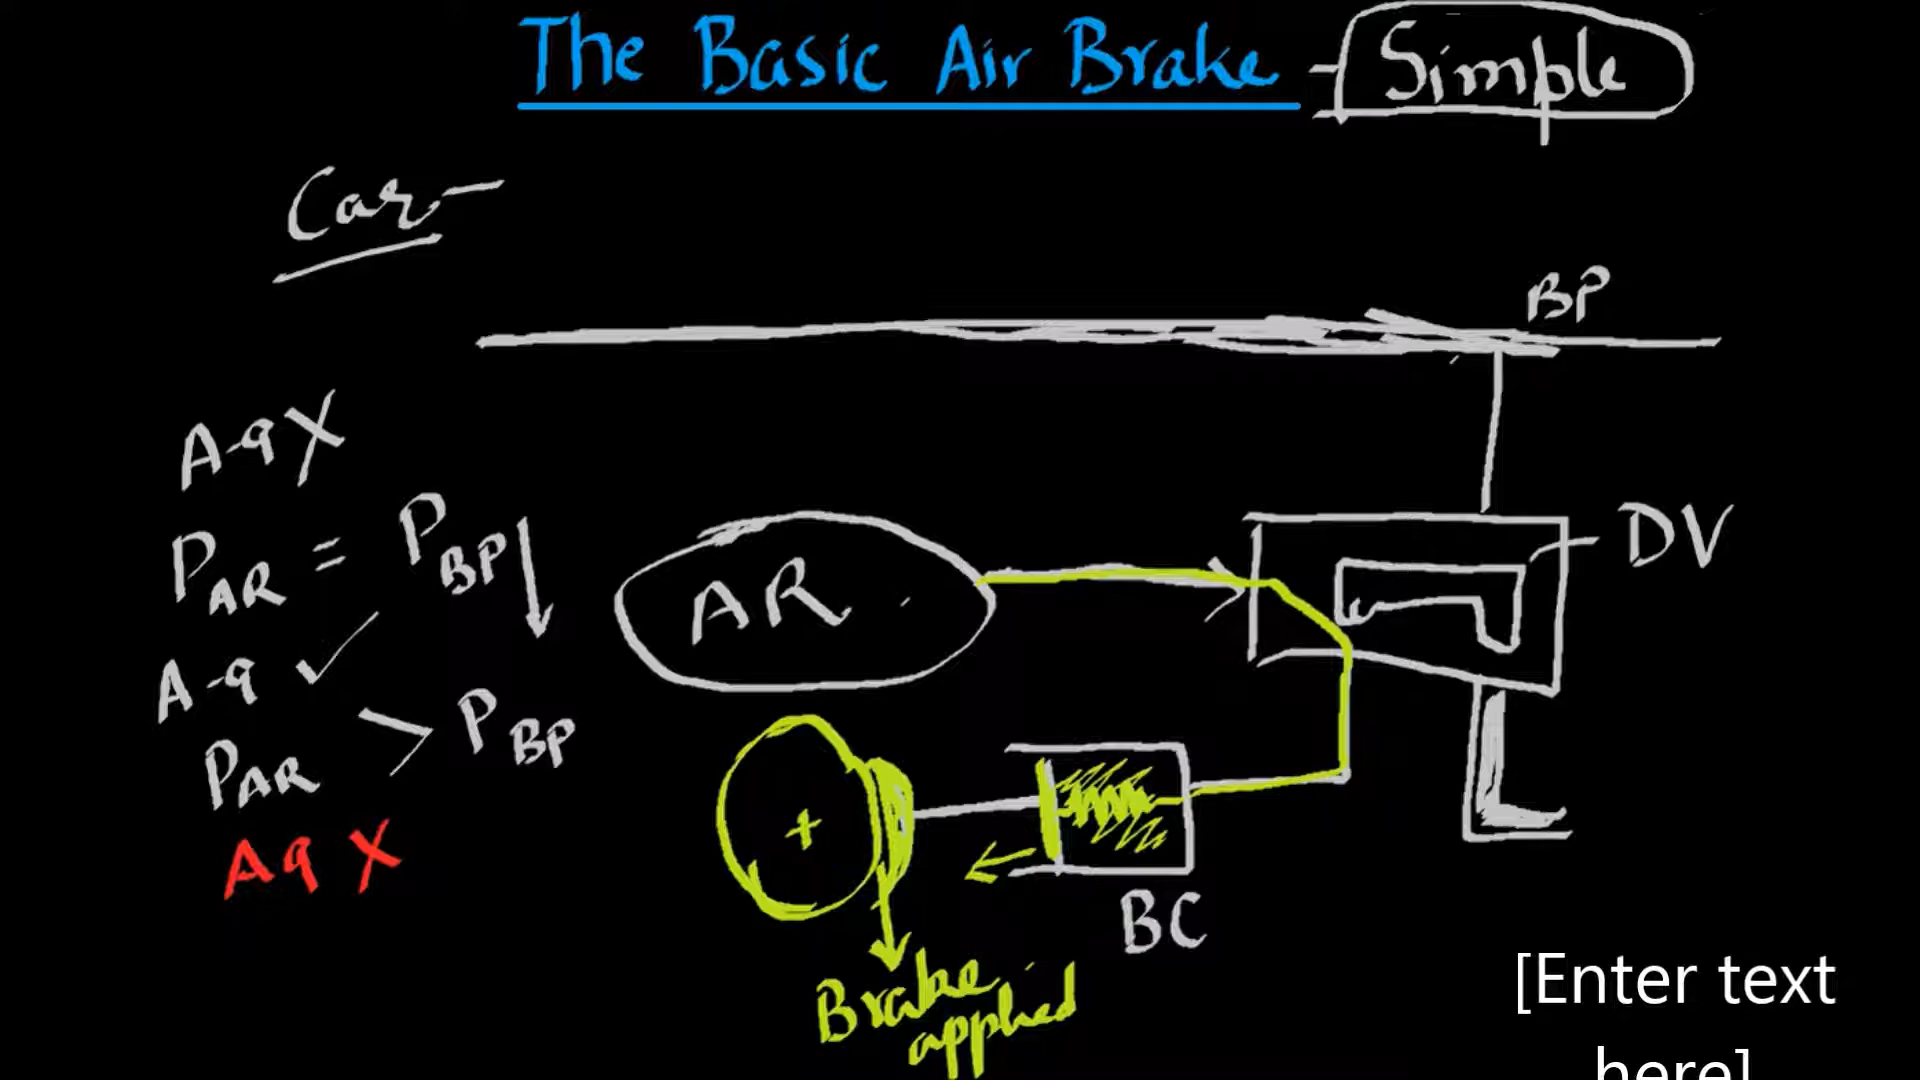 The Basic Air Brake - Simple
Car -
BP
A-9 X
PAR = PBP ↓
DV
AR
A-9 ✓
PAR > PBP
A9 X
+
BC
Brake
applied
[Enter text
here]